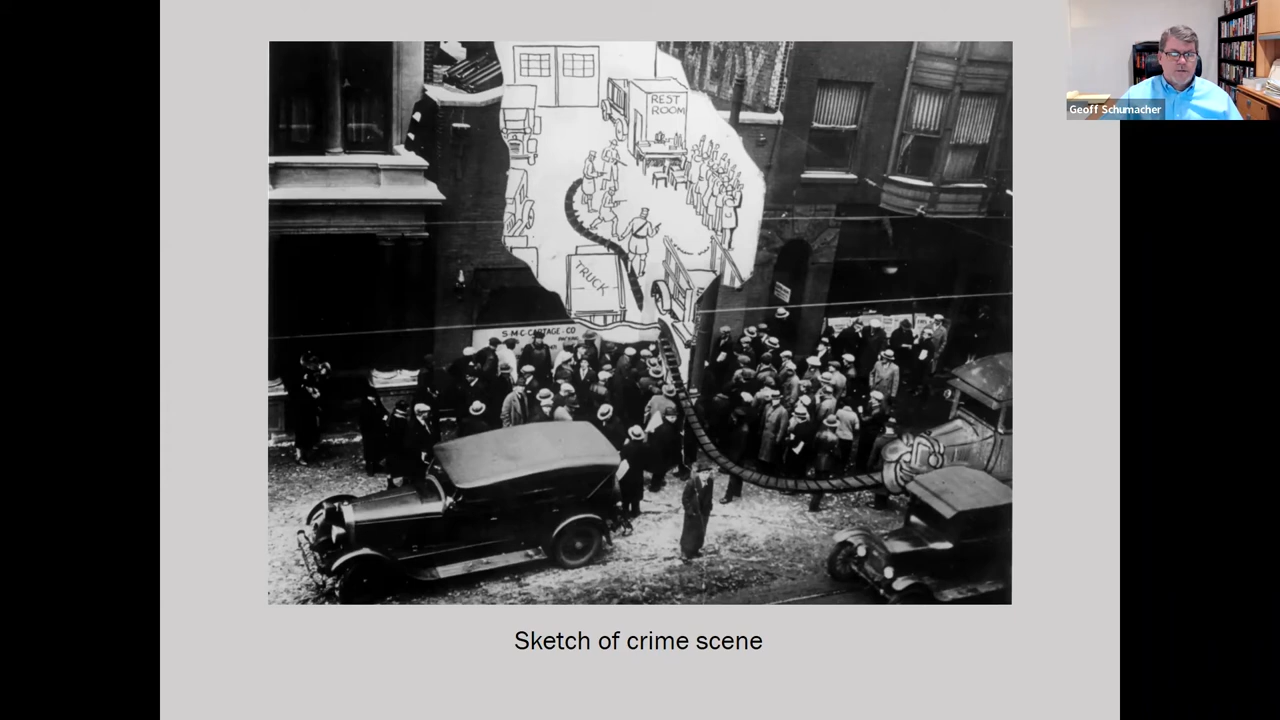 Geoff Schumacher
REST
ROOM
TRUCK
S-M-C-CARTAGE-CO
Sketch of crime scene